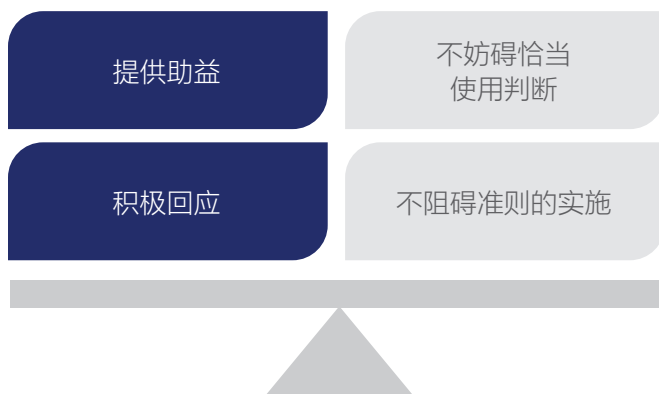 提供助益
不妨碍恰当
使用判断
积极回应
不阻碍准则的实施